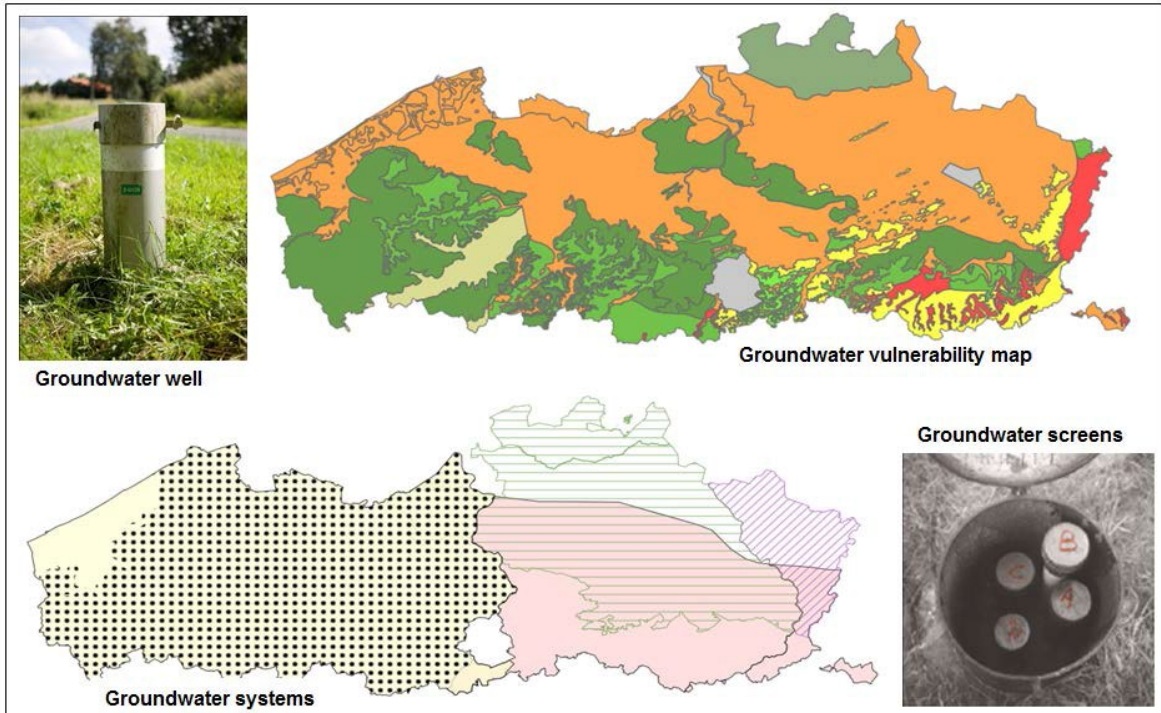 Groundwater well
Groundwater vulnerability map
Groundwater systems
Groundwater screens
B
C
A